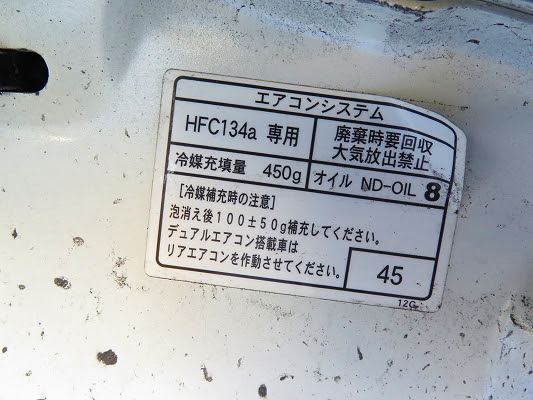 エアコンシステム
HFC134a 専用
廃棄時要回収
大気放出禁止
冷媒充填量 450g
オイル ND-OIL 8
[冷媒補充時の注意]
泡消え後100±50g補充してください。
デュアルエアコン搭載車は
リアエアコンを作動させてください。
45
12G